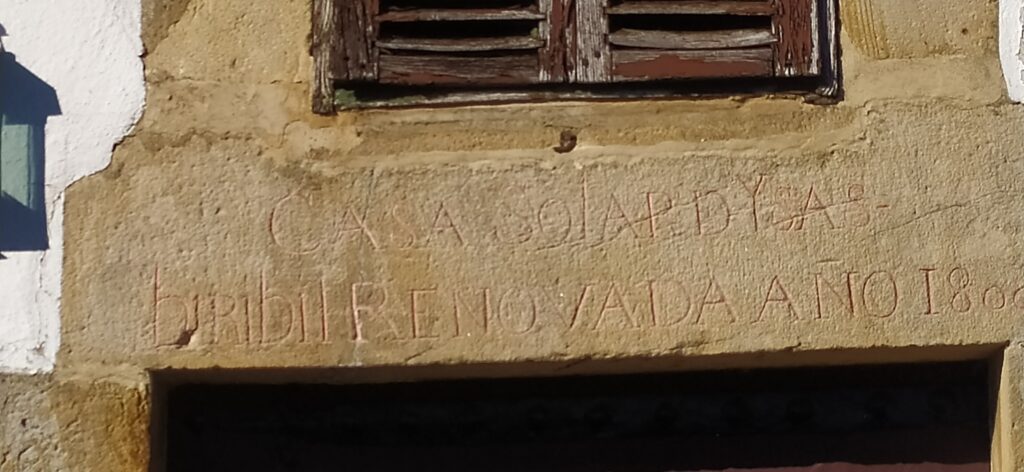 CASA SOlAR DYSAS-
biRibil RENOVADA AÑO 1800